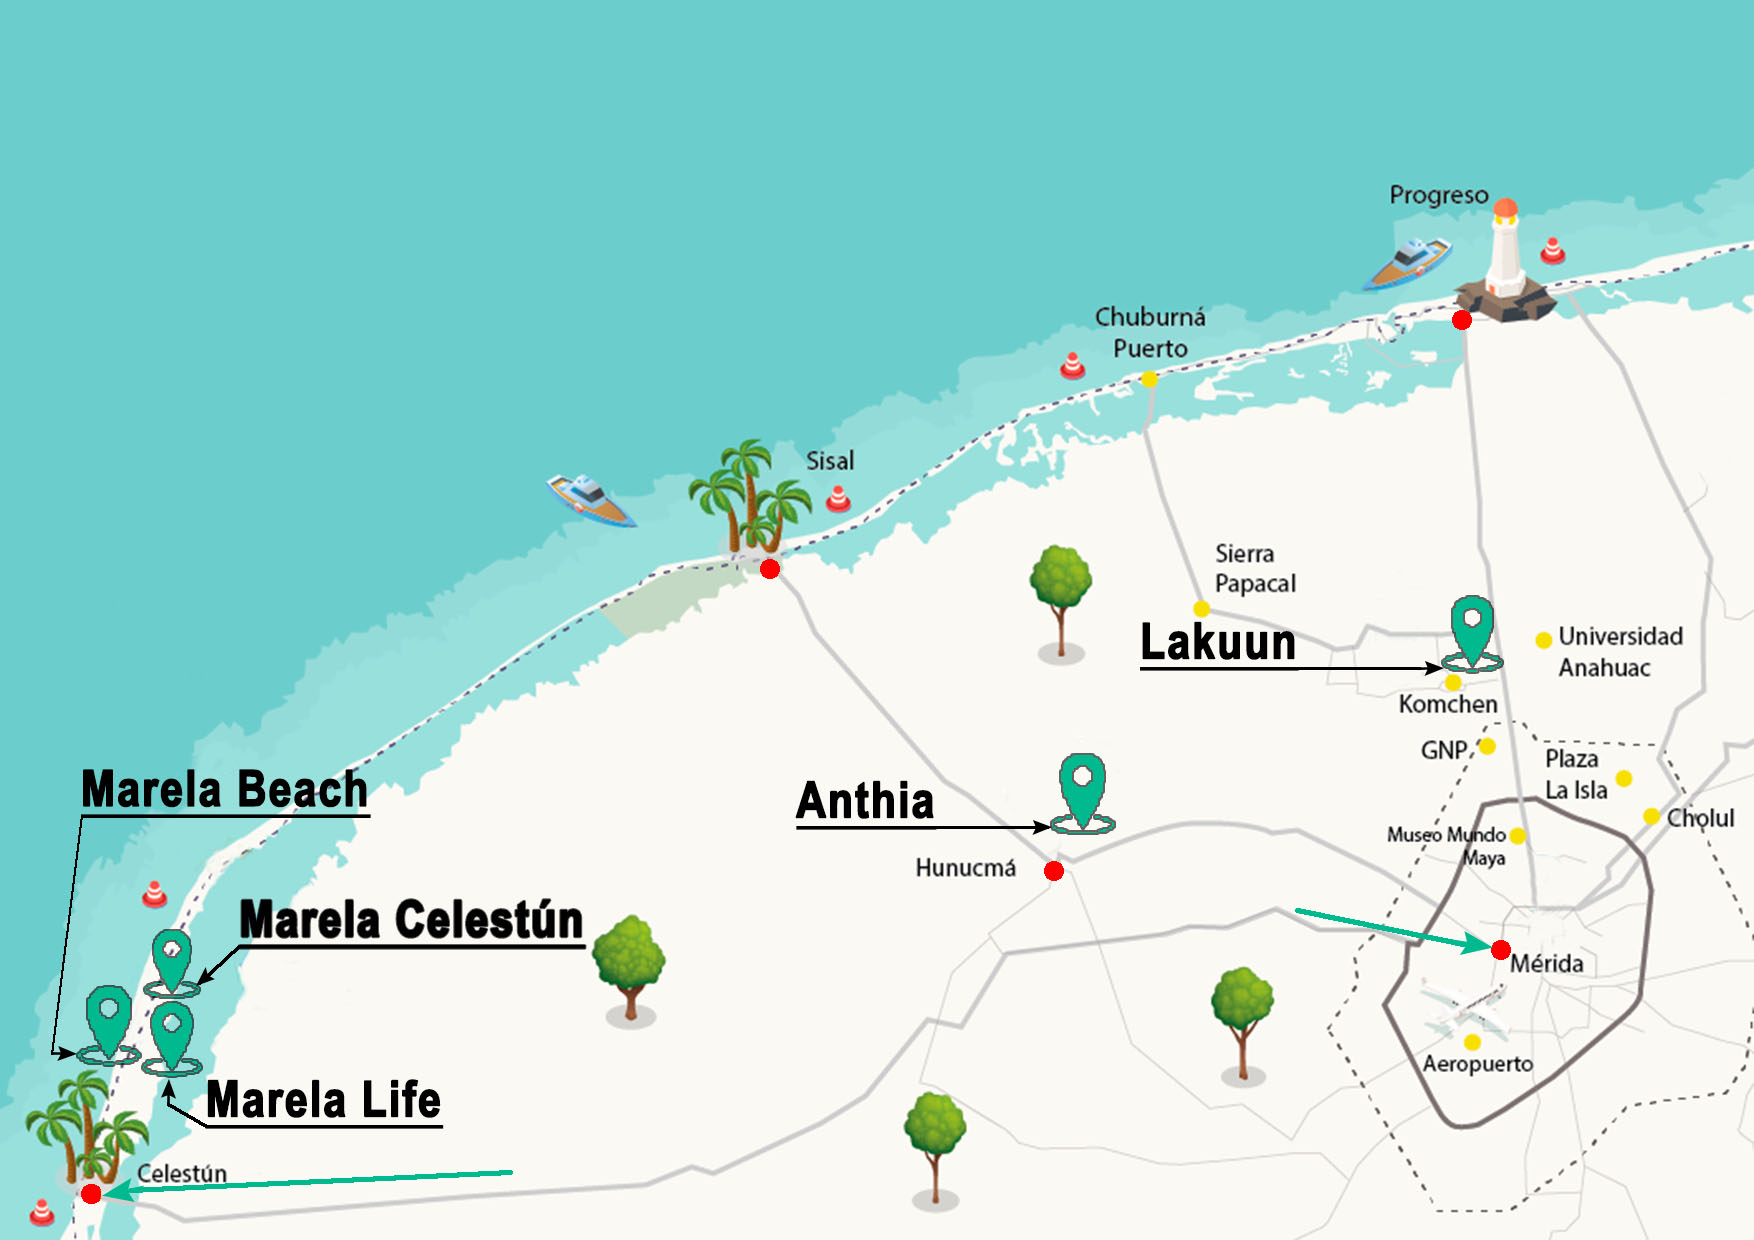 Progreso
Chuburná
Puerto
Sisal
Sierra
Papacal
Lakuun
Universidad
Anahuac
Komchen
GNP
Plaza
La Isla
Marela Beach
Anthia
Cholul
Museo Mundo
Maya
Hunucmá
Marela Celestún
Mérida
Aeropuerto
Marela Life
Celestún